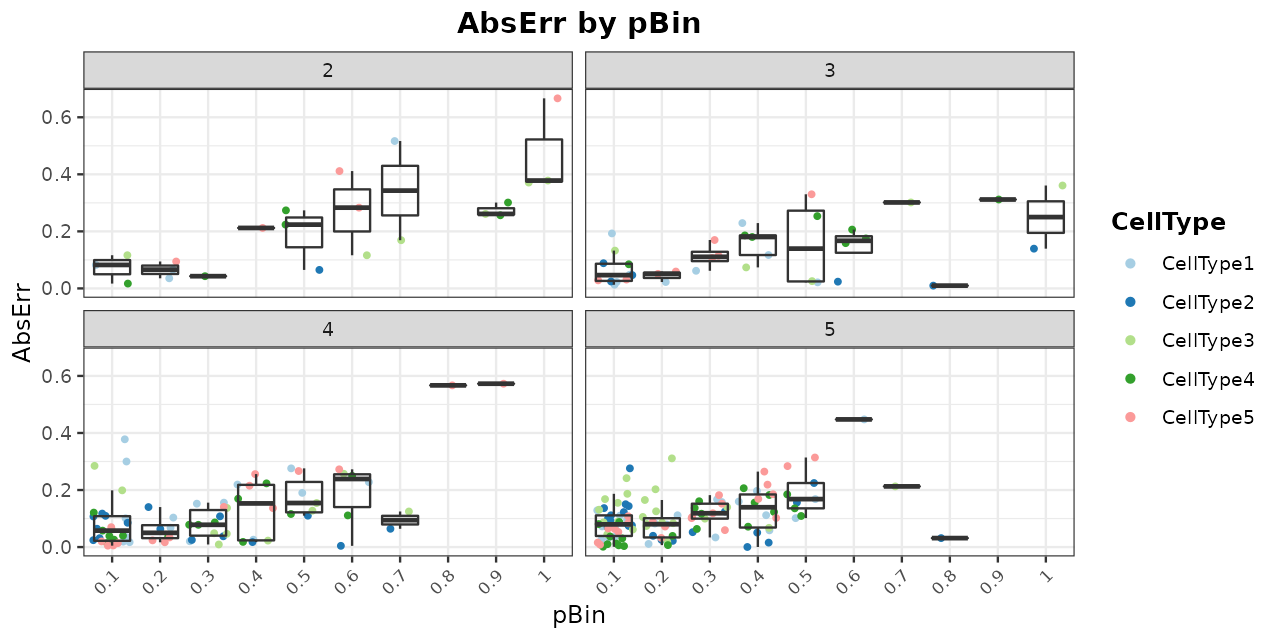 AbsErr by pBin
2
3
0.6
0.4
0.2
0.0
4
5
0.6
0.4
0.2
0.0
0.1 0.2 0.3 0.4 0.5 0.6 0.7 0.8 0.9 1
0.1 0.2 0.3 0.4 0.5 0.6 0.7 0.8 0.9 1
AbsErr
pBin
CellType
CellType1
CellType2
CellType3
CellType4
CellType5